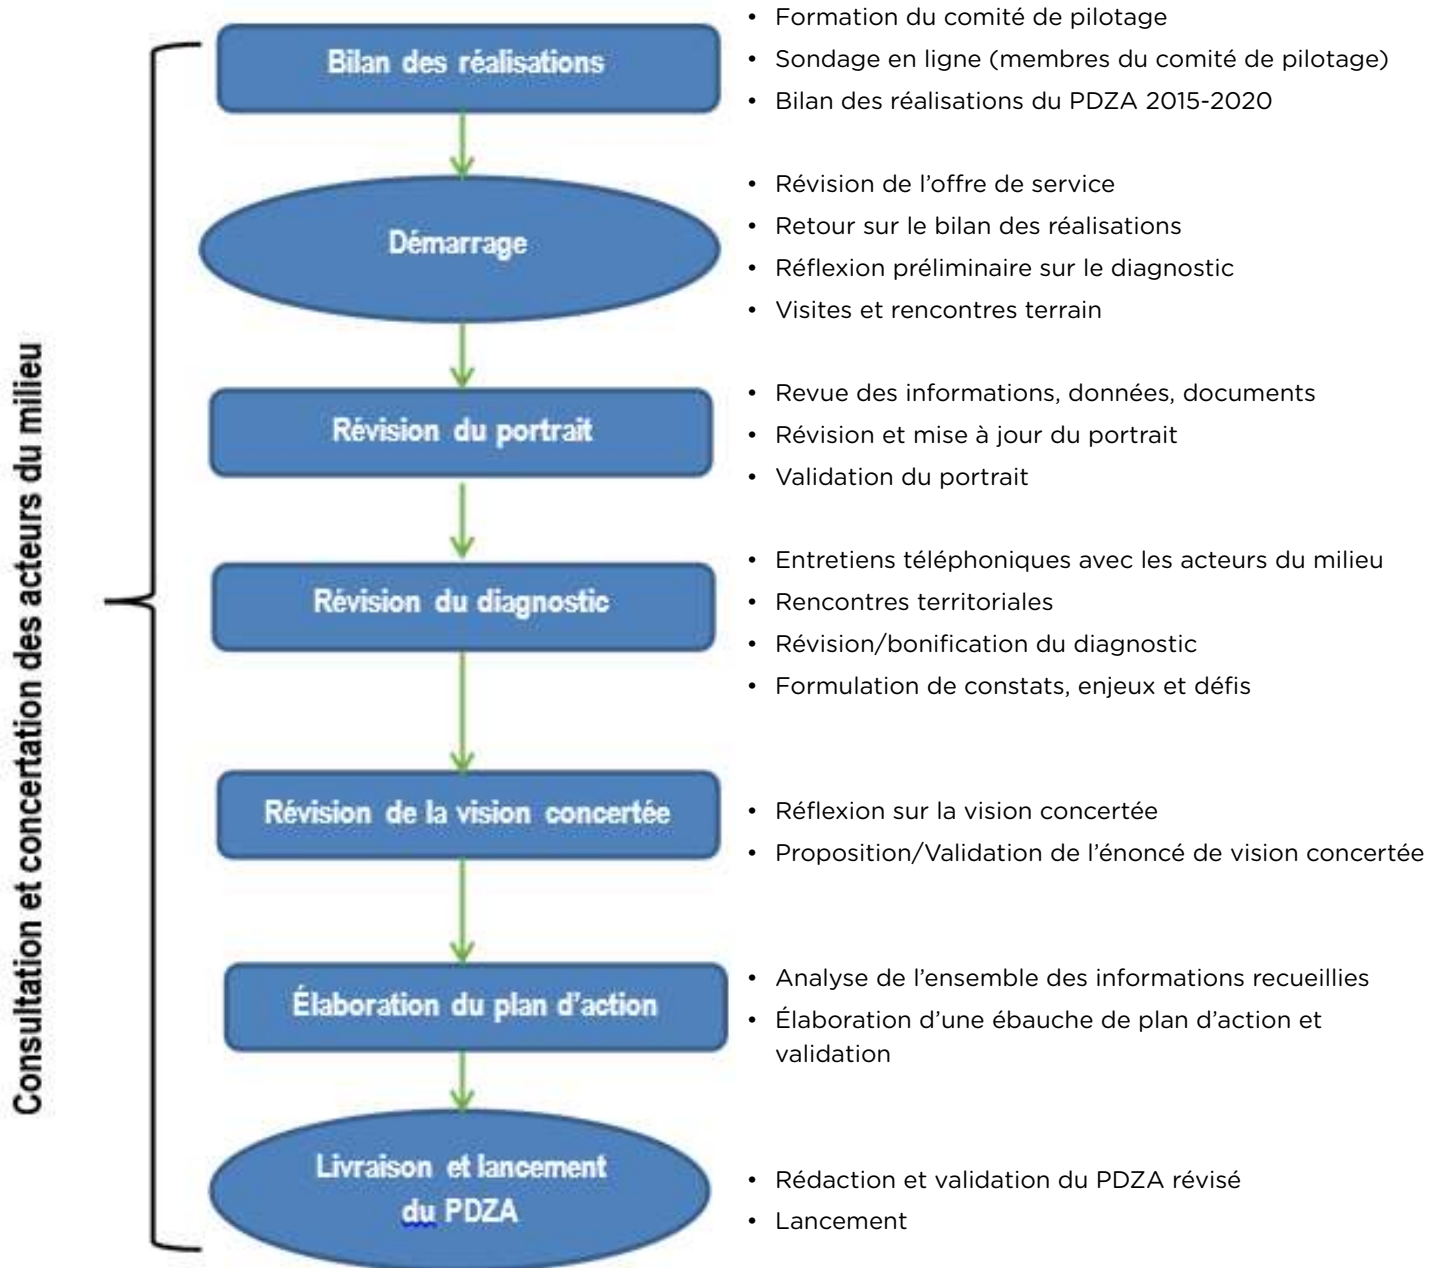 Consultation et concertation des acteurs du milieu
Bilan des réalisations
• Formation du comité de pilotage
• Sondage en ligne (membres du comité de pilotage)
• Bilan des réalisations du PDZA 2015-2020
Démarrage
• Révision de l’offre de service
• Retour sur le bilan des réalisations
• Réflexion préliminaire sur le diagnostic
• Visites et rencontres terrain
Révision du portrait
• Revue des informations, données, documents
• Révision et mise à jour du portrait
• Validation du portrait
Révision du diagnostic
• Entretiens téléphoniques avec les acteurs du milieu
• Rencontres territoriales
• Révision/bonification du diagnostic
• Formulation de constats, enjeux et défis
Révision de la vision concertée
• Réflexion sur la vision concertée
• Proposition/Validation de l’énoncé de vision concertée
Élaboration du plan d’action
• Analyse de l’ensemble des informations recueillies
• Élaboration d’une ébauche de plan d’action et
validation
Livraison et lancement
du PDZA
• Rédaction et validation du PDZA révisé
• Lancement